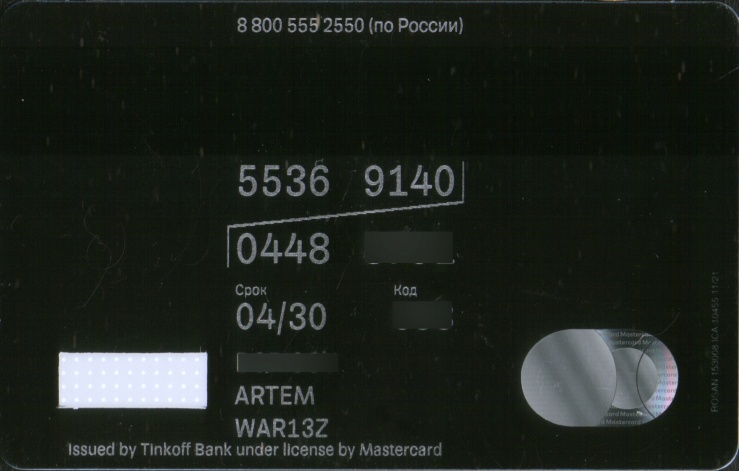 8 800 555 2550 (по России)
5536 9140
0448
Срок Код
04/30
ARTEM
WAR13Z
Issued by Tinkoff Bank under license by Mastercard